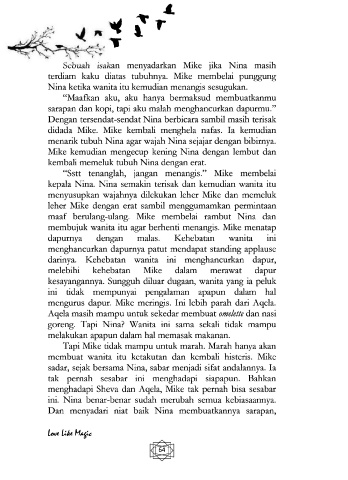 Sebuah isakan menyadarkan Mike jika Nina masih
terdiam kaku diatas tubuhnya. Mike membelai punggung
Nina ketika wanita itu kemudian menangis sesugukan.
“Maafkan aku, aku hanya bermaksud membuatkanmu
sarapan dan kopi, tapi aku malah menghancurkan dapurmu.”
Dengan tersendat-sendat Nina berbicara sambil masih terisak
didada Mike. Mike kembali menghela nafas. Ia kemudian
menarik tubuh Nina agar wajah Nina sejajar dengan bibirnya.
Mike kemudian mengecup kening Nina dengan lembut dan
kembali memeluk tubuh Nina dengan erat.
“Sstt tenanglah, jangan menangis.” Mike membelai
kepala Nina. Nina semakin terisak dan kemudian wanita itu
menyusupkan wajahnya dilekukan leher Mike dan memeluk
leher Mike dengan erat sambil menggumamkan permintaan
maaf berulang-ulang. Mike membelai rambut Nina dan
membujuk wanita itu agar berhenti menangis. Mike menatap
dapurnya dengan malas. Kehebatan wanita ini
menghancurkan dapurnya patut mendapat standing applause
darinya. Kehebatan wanita ini menghancurkan dapur,
melebihi kehebatan Mike dalam merawat dapur
kesayangannya. Sungguh diluar dugaan, wanita yang ia peluk
ini tidak mempunyai pengalaman apapun dalam hal
mengurus dapur. Mike meringis. Ini lebih parah dari Aqela.
Aqela masih mampu untuk sekedar membuat omelette dan nasi
goreng. Tapi Nina? Wanita ini sama sekali tidak mampu
melakukan apapun dalam hal memasak makanan.
Tapi Mike tidak mampu untuk marah. Marah hanya akan
membuat wanita itu ketakutan dan kembali histeris. Mike
sadar, sejak bersama Nina, sabar menjadi sifat andalannya. Ia
tak pernah sesabar ini menghadapi siapapun. Bahkan
menghadapi Sheva dan Aqela, Mike tak pernah bisa sesabar
ini. Nina benar-benar sudah merubah semua kebiasaannya.
Dan menyadari niat baik Nina membuatkannya sarapan,
Love Like Magic
64